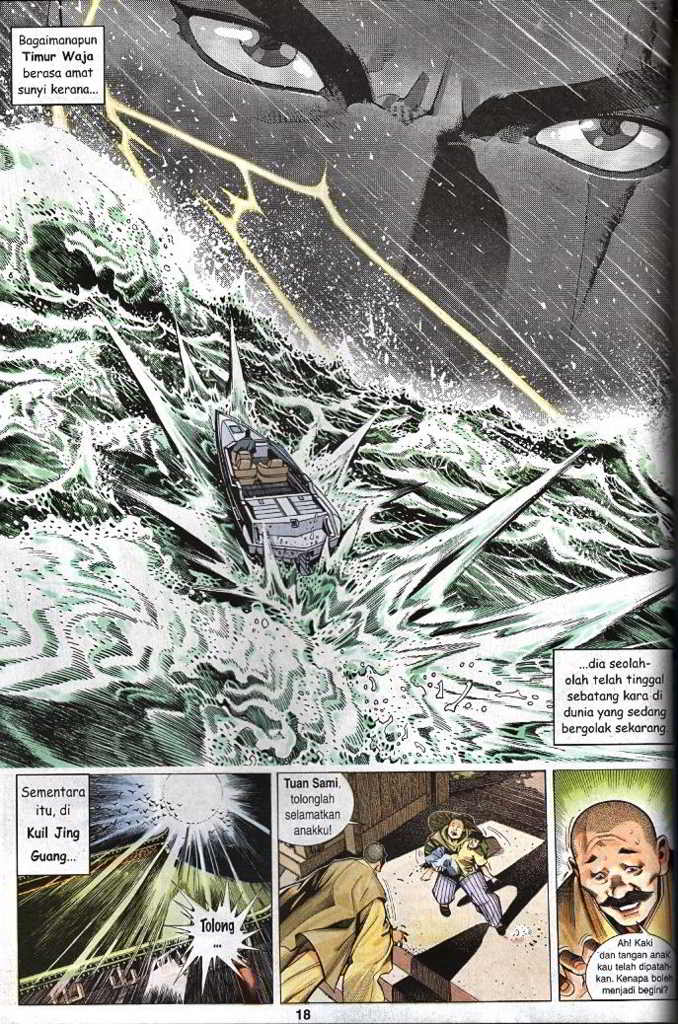 Bagaimanapun
Timur Waja
berasa amat
sunyi kerana...
...dia seolah-
olah telah tinggal
sebatang kara di
dunia yang sedang
bergolak sekarang.
Sementara
itu, di
Kuil Jing
Guang...
Tolong
...
Tuan Sami,
tolonglah
selamatkan
anakku!
Ah! Kaki
dan tangan anak
kau telah dipatah-
kan. Kenapa boleh
menjadi begini?
18